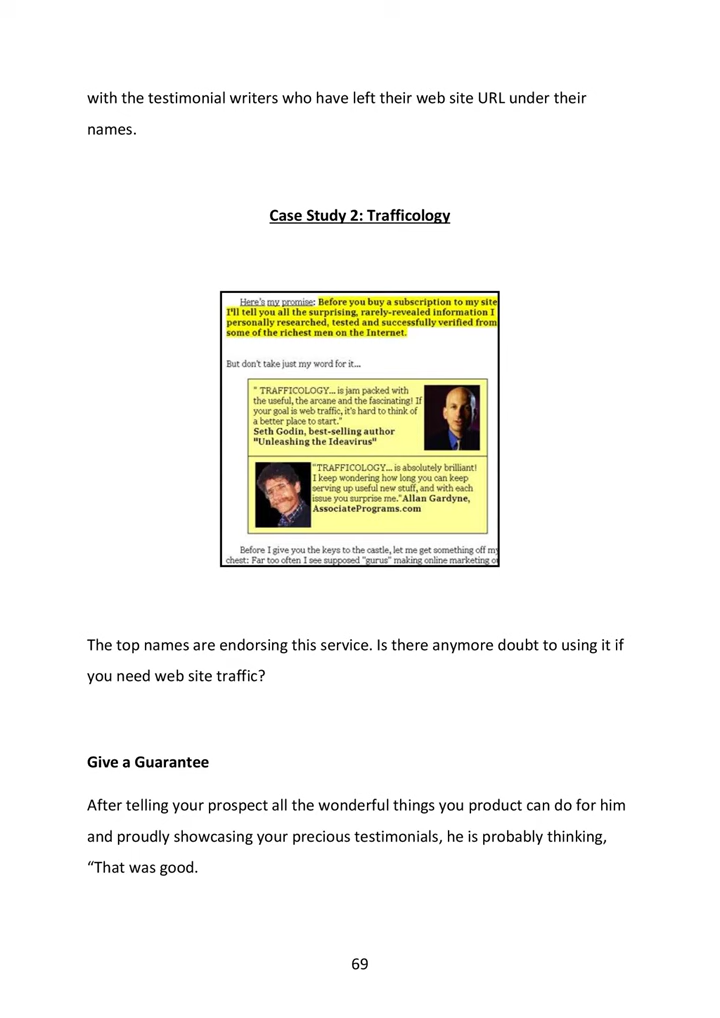 with the testimonial writers who have left their web site URL under their
names.
Case Study 2: Trafficology
Here's my promise: Before you buy a subscription to my site
I'll tell you all the surprising, rarely-revealed information I
personally researched, tested and successfully verified from
some of the richest men on the Internet.
But don't take just my word for it...
" TRAFFICOLOGY... is jam packed with
the useful, the arcane and the fascinating! If
your goal is web traffic, it's hard to think of
a better place to start."
Seth Godin, best-selling author
"Unleashing the Ideavirus"
"TRAFFICOLOGY... is absolutely brilliant!
I keep wondering how long you can keep
serving up useful new stuff, and with each
issue you surprise me."Allan Gardyne,
AssociatePrograms.com
Before I give you the keys to the castle, let me get something off my
chest: Far too often I see supposed "gurus" making online marketing ou
The top names are endorsing this service. Is there anymore doubt to using it if
you need web site traffic?
Give a Guarantee
After telling your prospect all the wonderful things you product can do for him
and proudly showcasing your precious testimonials, he is probably thinking,
“That was good.
69